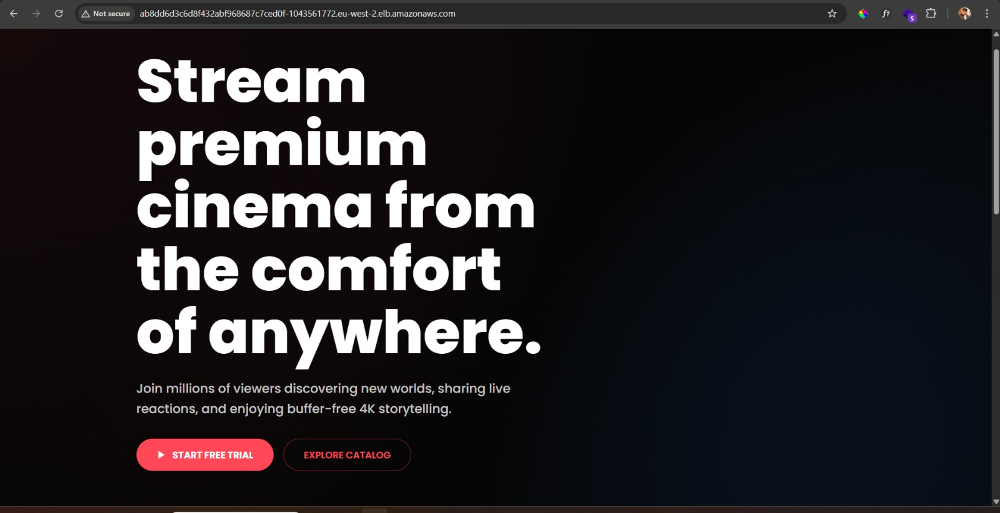 Not secure
ab8dd6d3c6d8f432abf968687c7ced0f-1043561772.eu-west-2.elb.amazonaws.com
f?
5
Stream
premium
cinema from
the comfort
of anywhere.
Join millions of viewers discovering new worlds, sharing live
reactions, and enjoying buffer-free 4K storytelling.
START FREE TRIAL
EXPLORE CATALOG